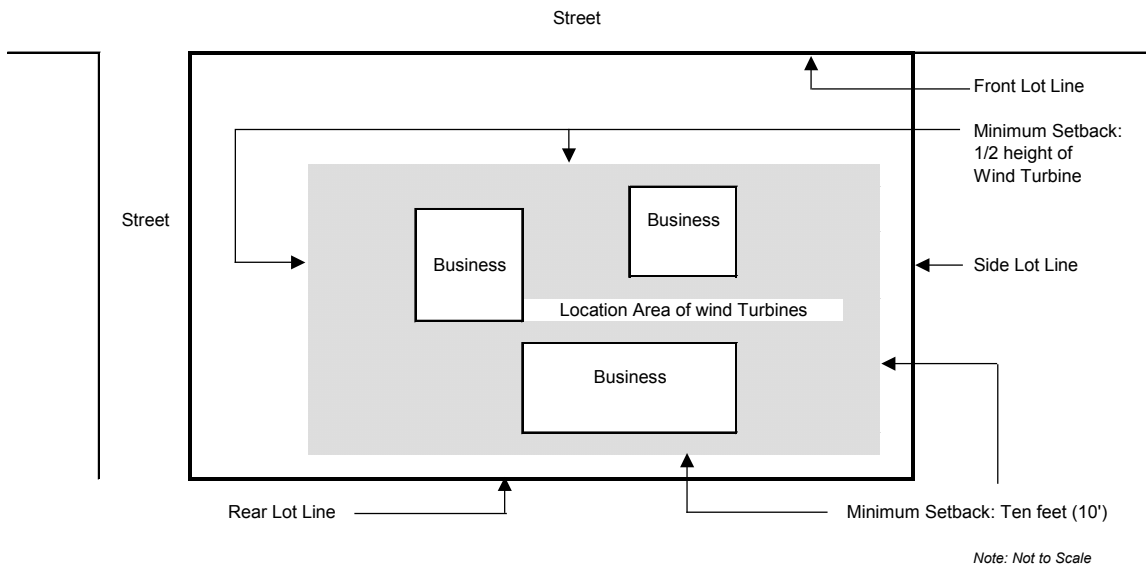 Street
Front Lot Line
Minimum Setback:
1/2 height of
Wind Turbine
Street
Business
Business
Side Lot Line
Location Area of wind Turbines
Business
Rear Lot Line
Minimum Setback: Ten feet (10')
Note: Not to Scale